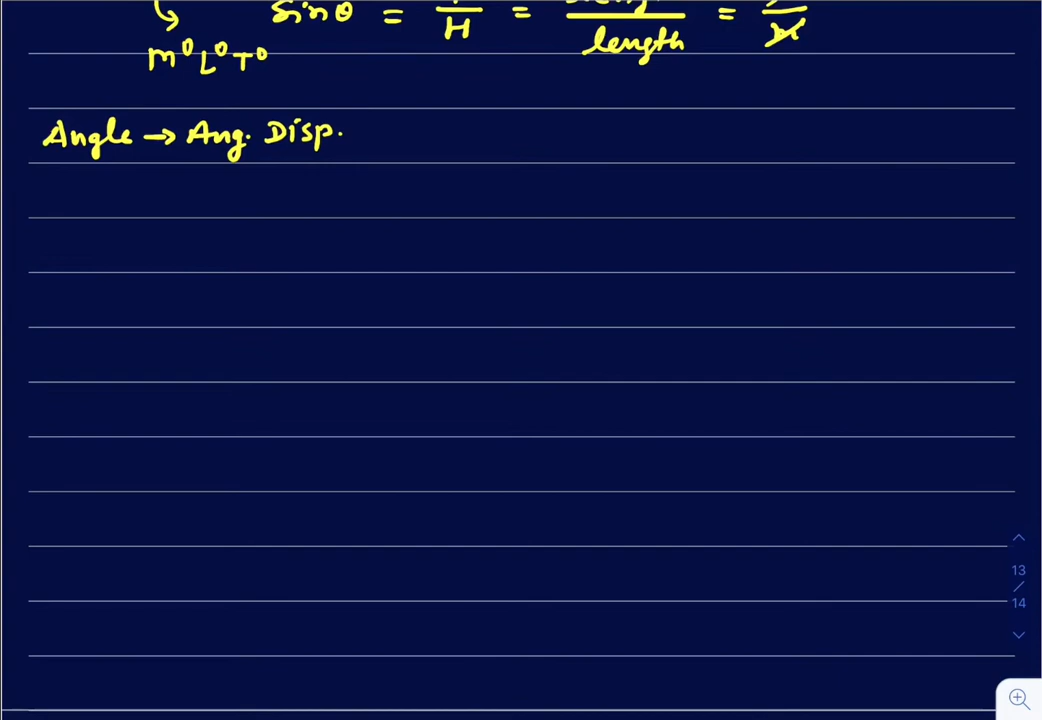 sinθ = P/H = length/length =
M⁰L⁰T⁰
Angle → Ang. Disp.
13
/
14